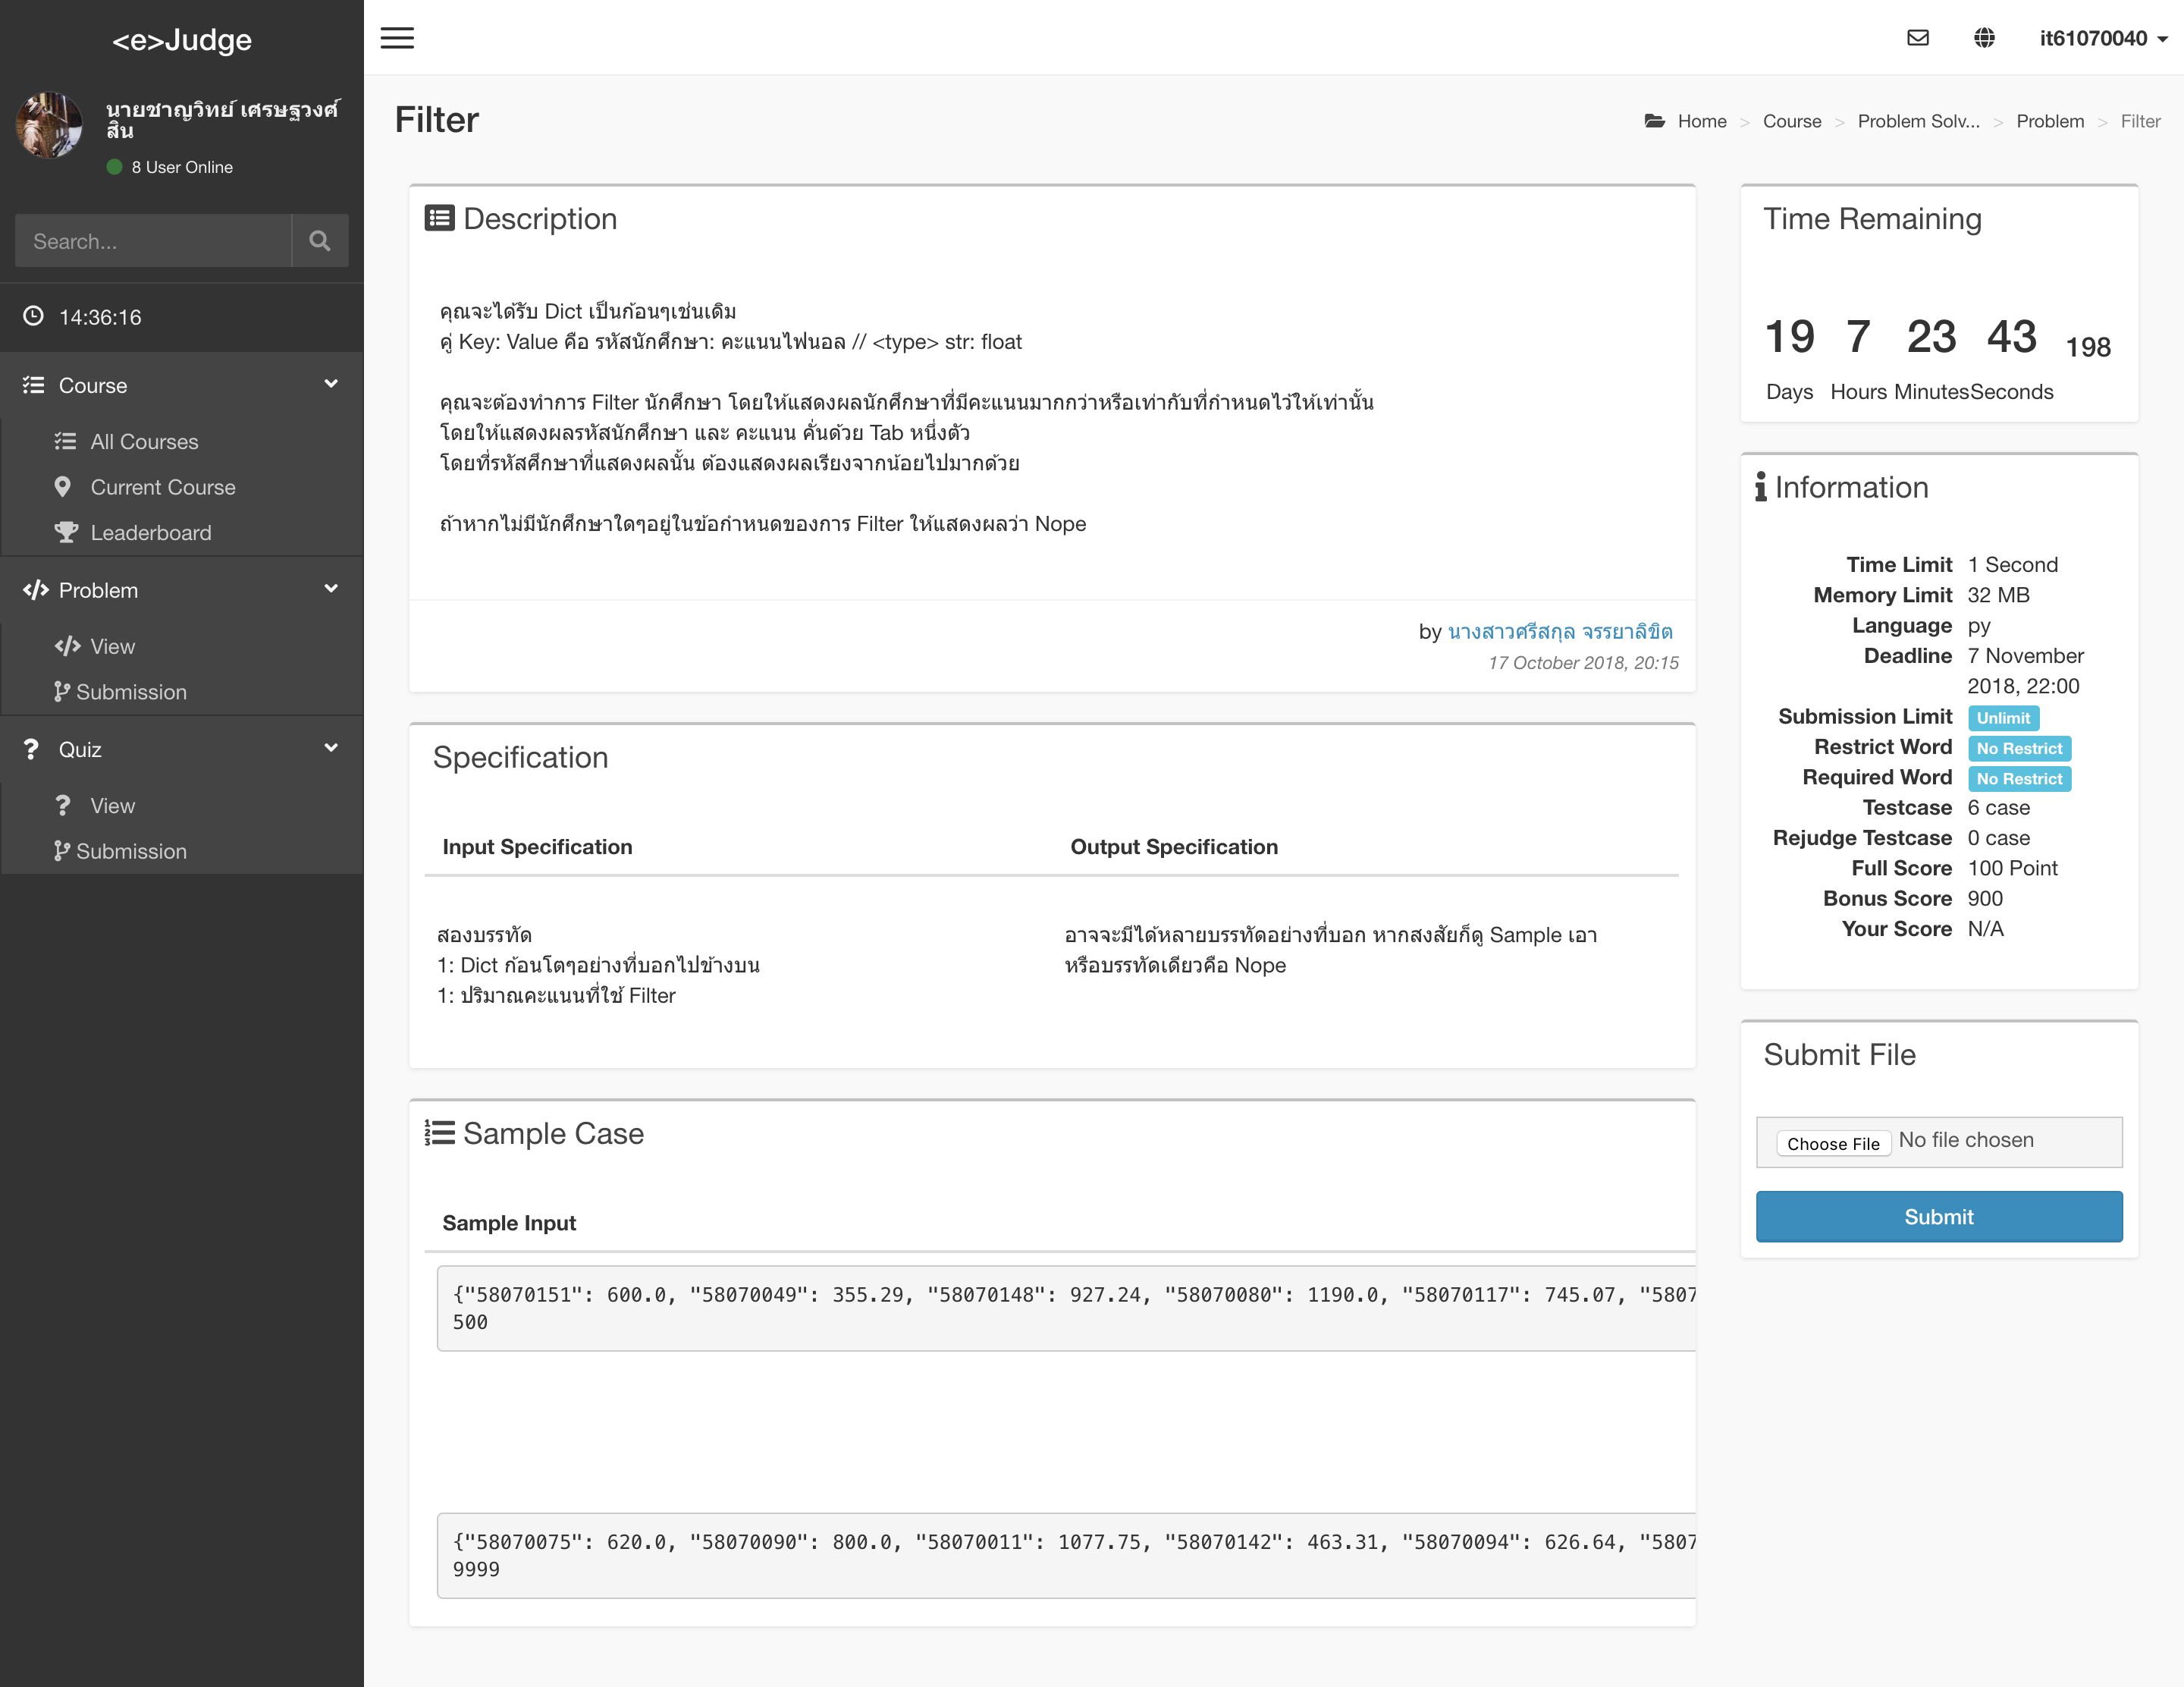 <e>Judge
นายชาญวิทย์ เศรษฐวงศ์
สิน
8 User Online
Search...
14:36:16
Course
All Courses
Current Course
Leaderboard
Problem
View
Submission
Quiz
View
Submission
it61070040
Filter
Home > Course > Problem Solv... > Problem > Filter
Description
คุณจะได้รับ Dict เป็นก้อนๆเช่นเดิม
คู่ Key: Value คือ รหัสนักศึกษา: คะแนนไฟนอล // <type> str: float
คุณจะต้องทำการ Filter นักศึกษา โดยให้แสดงผลนักศึกษาที่มีคะแนนมากกว่าหรือเท่ากับที่กำหนดไว้ให้เท่านั้น
โดยให้แสดงผลรหัสนักศึกษา และ คะแนน คั่นด้วย Tab หนึ่งตัว
โดยที่รหัสศึกษาที่แสดงผลนั้น ต้องแสดงผลเรียงจากน้อยไปมากด้วย
ถ้าหากไม่มีนักศึกษาใดๆอยู่ในข้อกำหนดของการ Filter ให้แสดงผลว่า Nope
by นางสาวศรีสกุล จรรยาลิขิต
17 October 2018, 20:15
Specification
Input Specification Output Specification
สองบรรทัด
1: Dict ก้อนโตๆอย่างที่บอกไปข้างบน
1: ปริมาณคะแนนที่ใช้ Filter
อาจจะมีได้หลายบรรทัดอย่างที่บอก หากสงสัยก็ดู Sample เอา
หรือบรรทัดเดียวคือ Nope
Sample Case
Sample Input
{"58070151": 600.0, "58070049": 355.29, "58070148": 927.24, "58070080": 1190.0, "58070117": 745.07, "5807
500
{"58070075": 620.0, "58070090": 800.0, "58070011": 1077.75, "58070142": 463.31, "58070094": 626.64, "5807
9999
Time Remaining
19 7 23 43 198
Days Hours Minutes Seconds
Information
Time Limit 1 Second
Memory Limit 32 MB
Language py
Deadline 7 November
2018, 22:00
Submission Limit Unlimit
Restrict Word No Restrict
Required Word No Restrict
Testcase 6 case
Rejudge Testcase 0 case
Full Score 100 Point
Bonus Score 900
Your Score N/A
Submit File
Choose File No file chosen
Submit